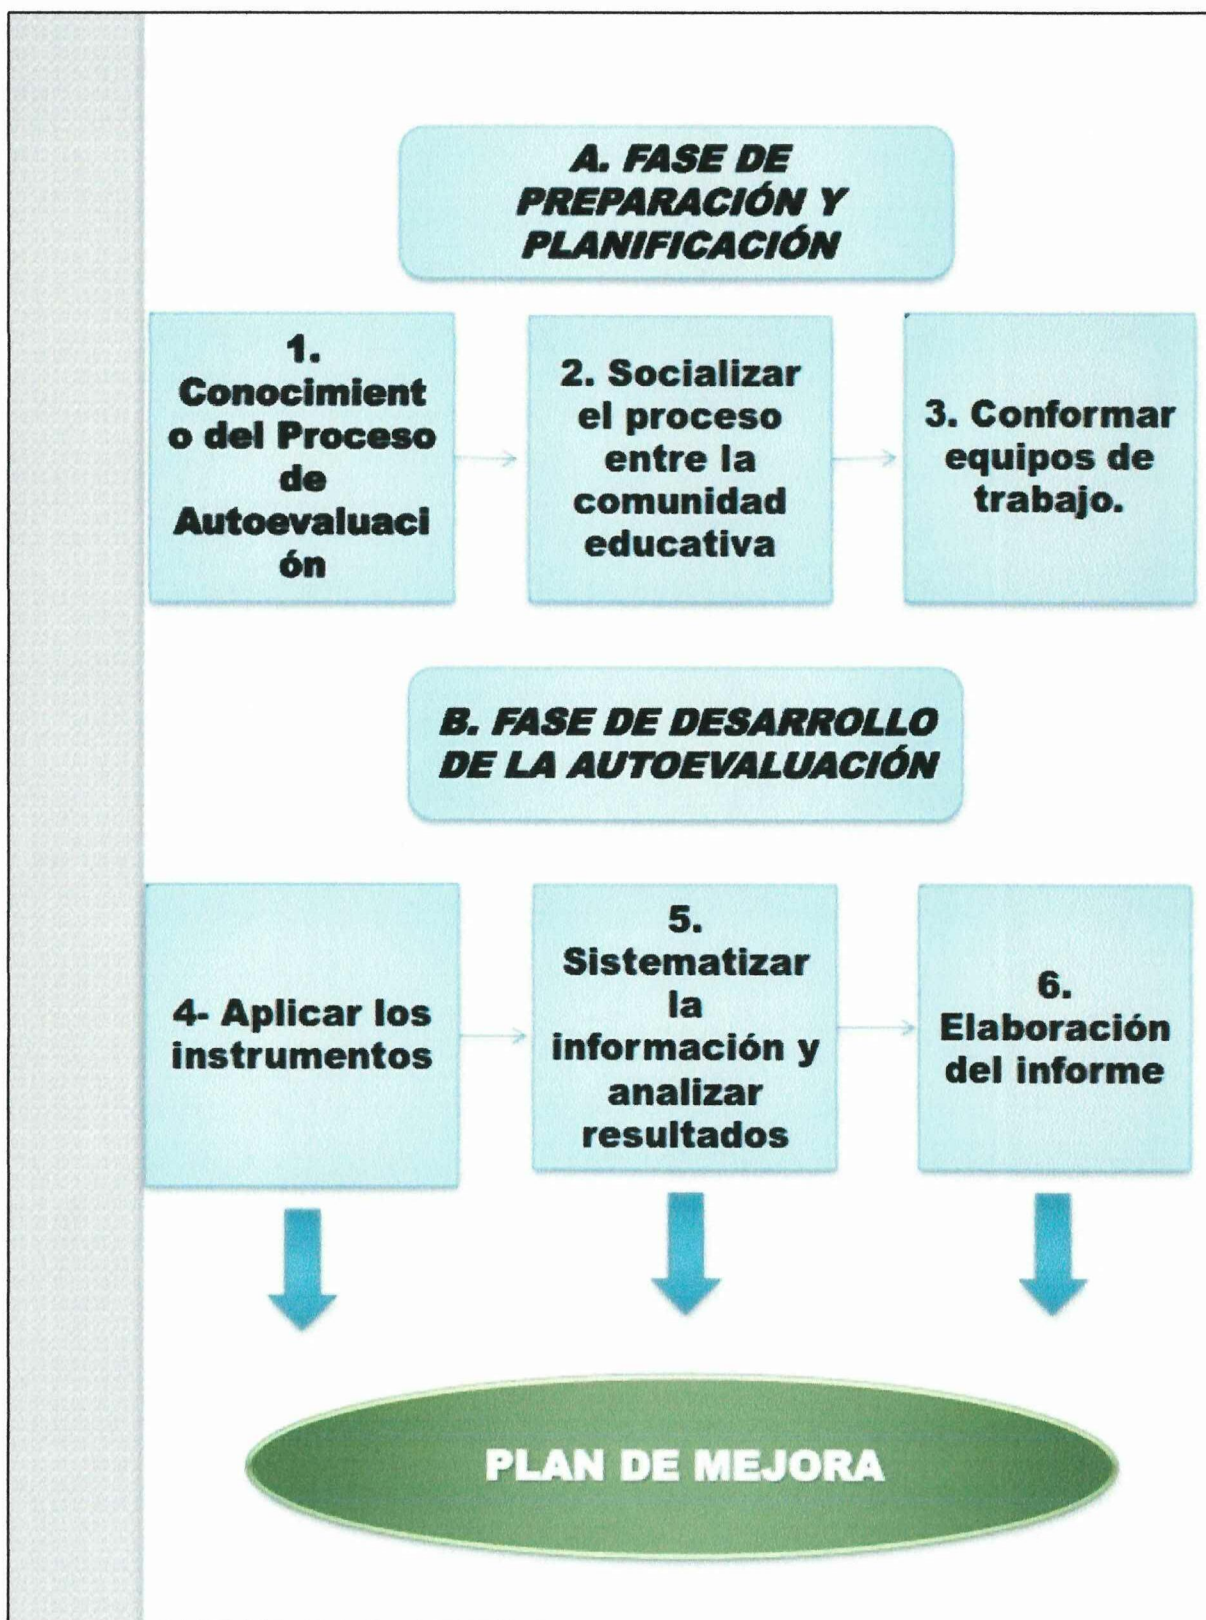 A. FASE DE
PREPARACIÓN Y
PLANIFICACIÓN
1.
Conocimient
o del Proceso
de
Autoevaluaci
ón
2. Socializar
el proceso
entre la
comunidad
educativa
3. Conformar
equipos de
trabajo.
B. FASE DE DESARROLLO
DE LA AUTOEVALUACIÓN
4- Aplicar los
instrumentos
5.
Sistematizar
la
información y
analizar
resultados
6.
Elaboración
del informe
PLAN DE MEJORA